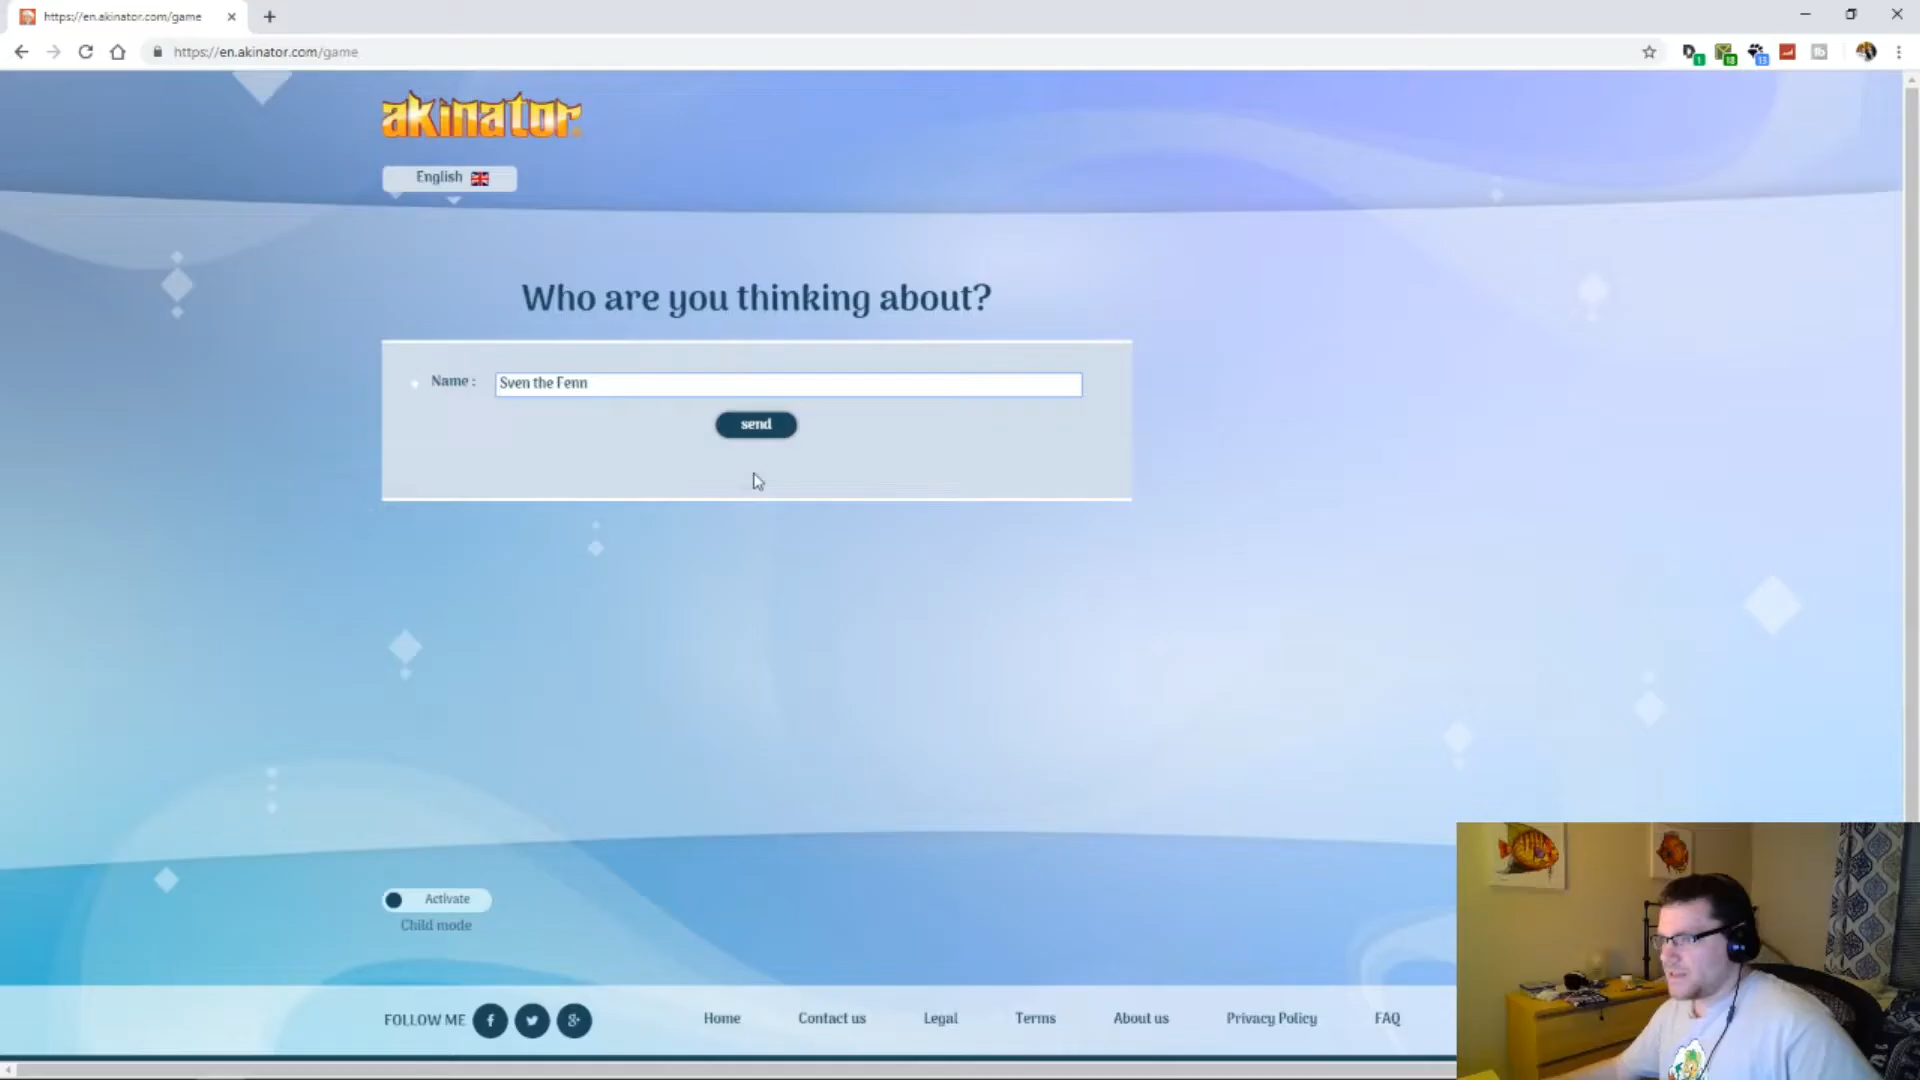 https://en.akinator.com/game
https://en.akinator.com/game
akinator
English
Who are you thinking about?
Name :
Sven the Fenn
send
Activate
Child mode
FOLLOW ME
Home
Contact us
Legal
Terms
About us
Privacy Policy
FAQ